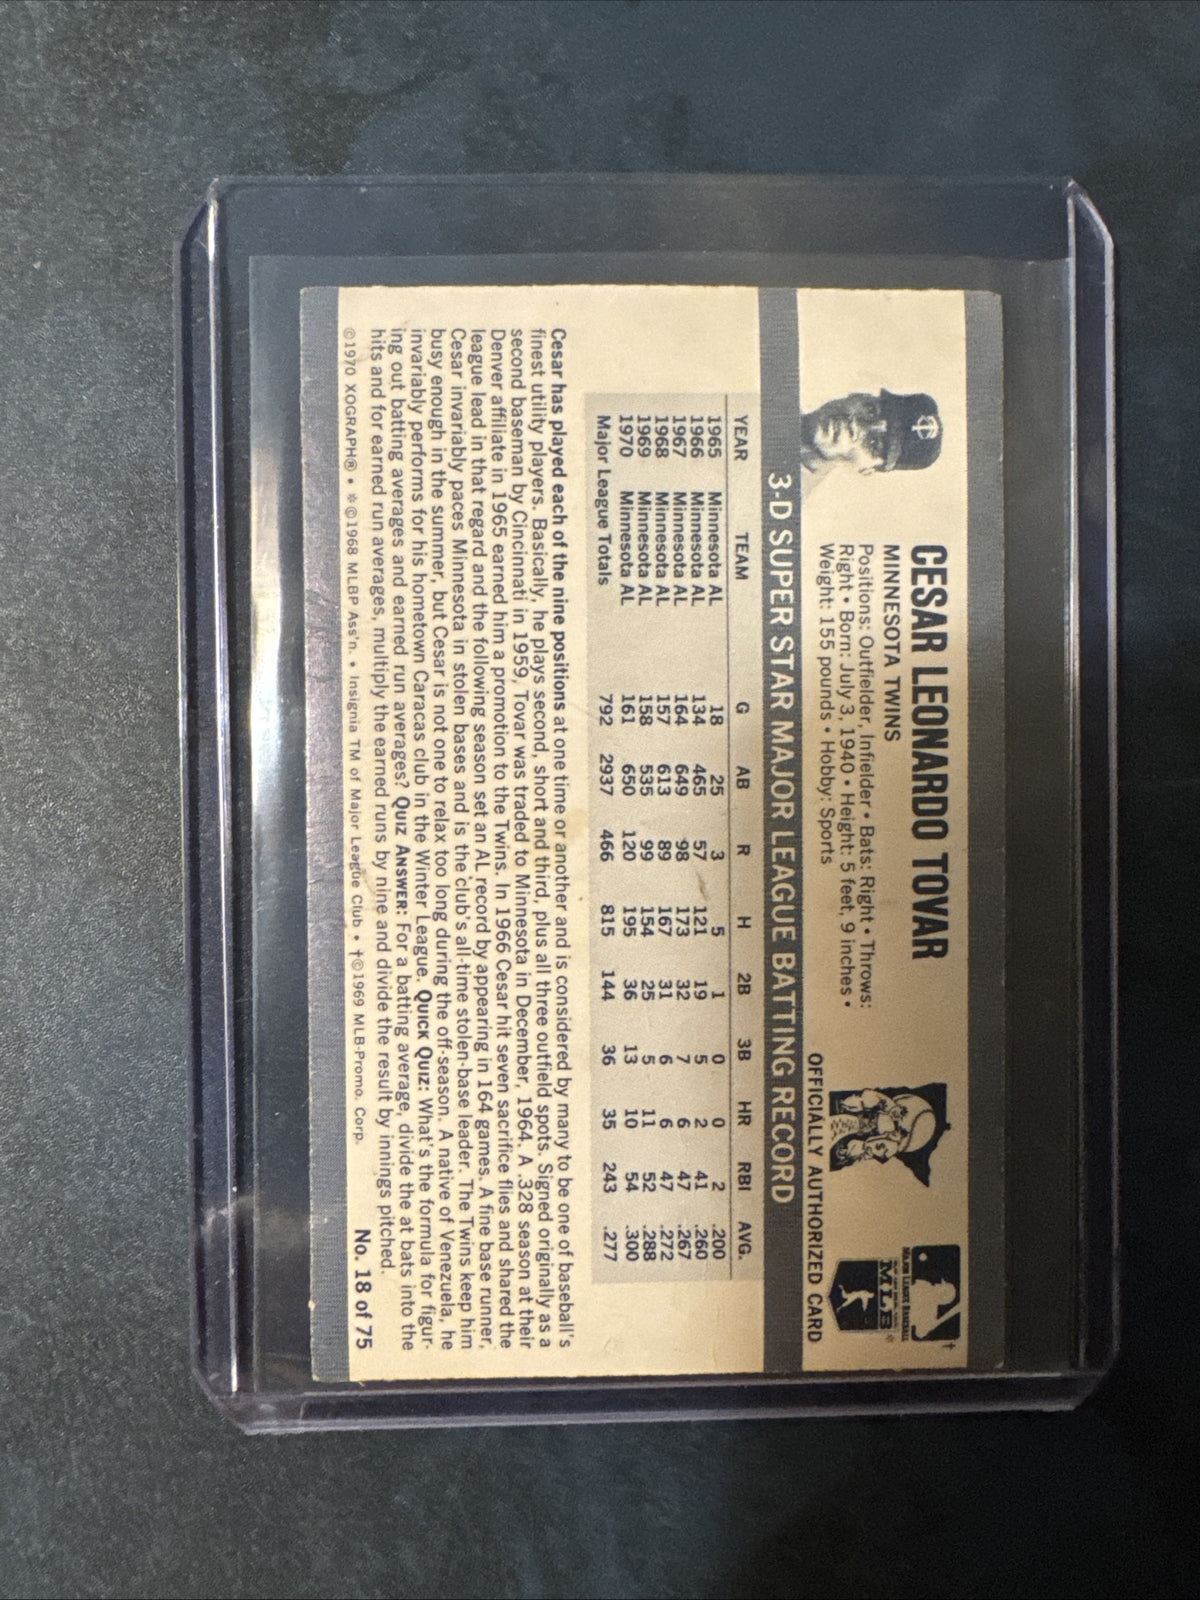 CESAR LEONARDO TOVAR
MINNESOTA TWINS
Positions: Outfielder, Infielder • Bats: Right • Throws:
Right • Born: July 3, 1940 • Height: 5 feet, 9 inches •
Weight: 155 pounds • Hobby: Sports
TC
MAJOR LEAGUE BASEBALL
MLB*
†
OFFICIALLY AUTHORIZED CARD
3-D SUPER STAR MAJOR LEAGUE BATTING RECORD
YEAR TEAM G AB R H 2B 3B HR RBI AVG.
1965 Minnesota AL 18 25 3 5 1 0 0 2 .200
1966 Minnesota AL 134 465 57 121 19 5 2 41 .260
1967 Minnesota AL 164 649 98 173 32 7 6 47 .267
1968 Minnesota AL 157 613 89 167 31 6 6 47 .272
1969 Minnesota AL 158 535 99 154 25 5 11 52 .288
1970 Minnesota AL 161 650 120 195 36 13 10 54 .300
Major League Totals 792 2937 466 815 144 36 35 243 .277
Cesar has played each of the nine positions at one time or another and is considered by many to be one of baseball's
finest utility players. Basically, he plays second, short and third, plus all three outfield spots. Signed originally as a
second baseman by Cincinnati in 1959, Tovar was traded to Minnesota in December, 1964. A .328 season at their
Denver affiliate in 1965 earned him a promotion to the Twins. In 1966 Cesar hit seven sacrifice flies and shared the
league lead in that regard and the following season set an AL record by appearing in 164 games. A fine base runner,
Cesar invariably paces Minnesota in stolen bases and is the club's all-time stolen-base leader. The Twins keep him
busy enough in the summer, but Cesar is not one to relax too long during the off-season. A native of Venezuela, he
invariably performs for his hometown Caracas club in the Winter League. QUICK QUIZ: What's the formula for figur-
ing out batting averages and earned run averages? QUIZ ANSWER: For a batting average, divide the at bats into the
hits and for earned run averages, multiply the earned runs by nine and divide the result by innings pitched.
©1970 XOGRAPH® • *©1968 MLBP Ass'n. • Insignia TM of Major League Club • †©1969 MLB-Promo. Corp.
No. 18 of 75